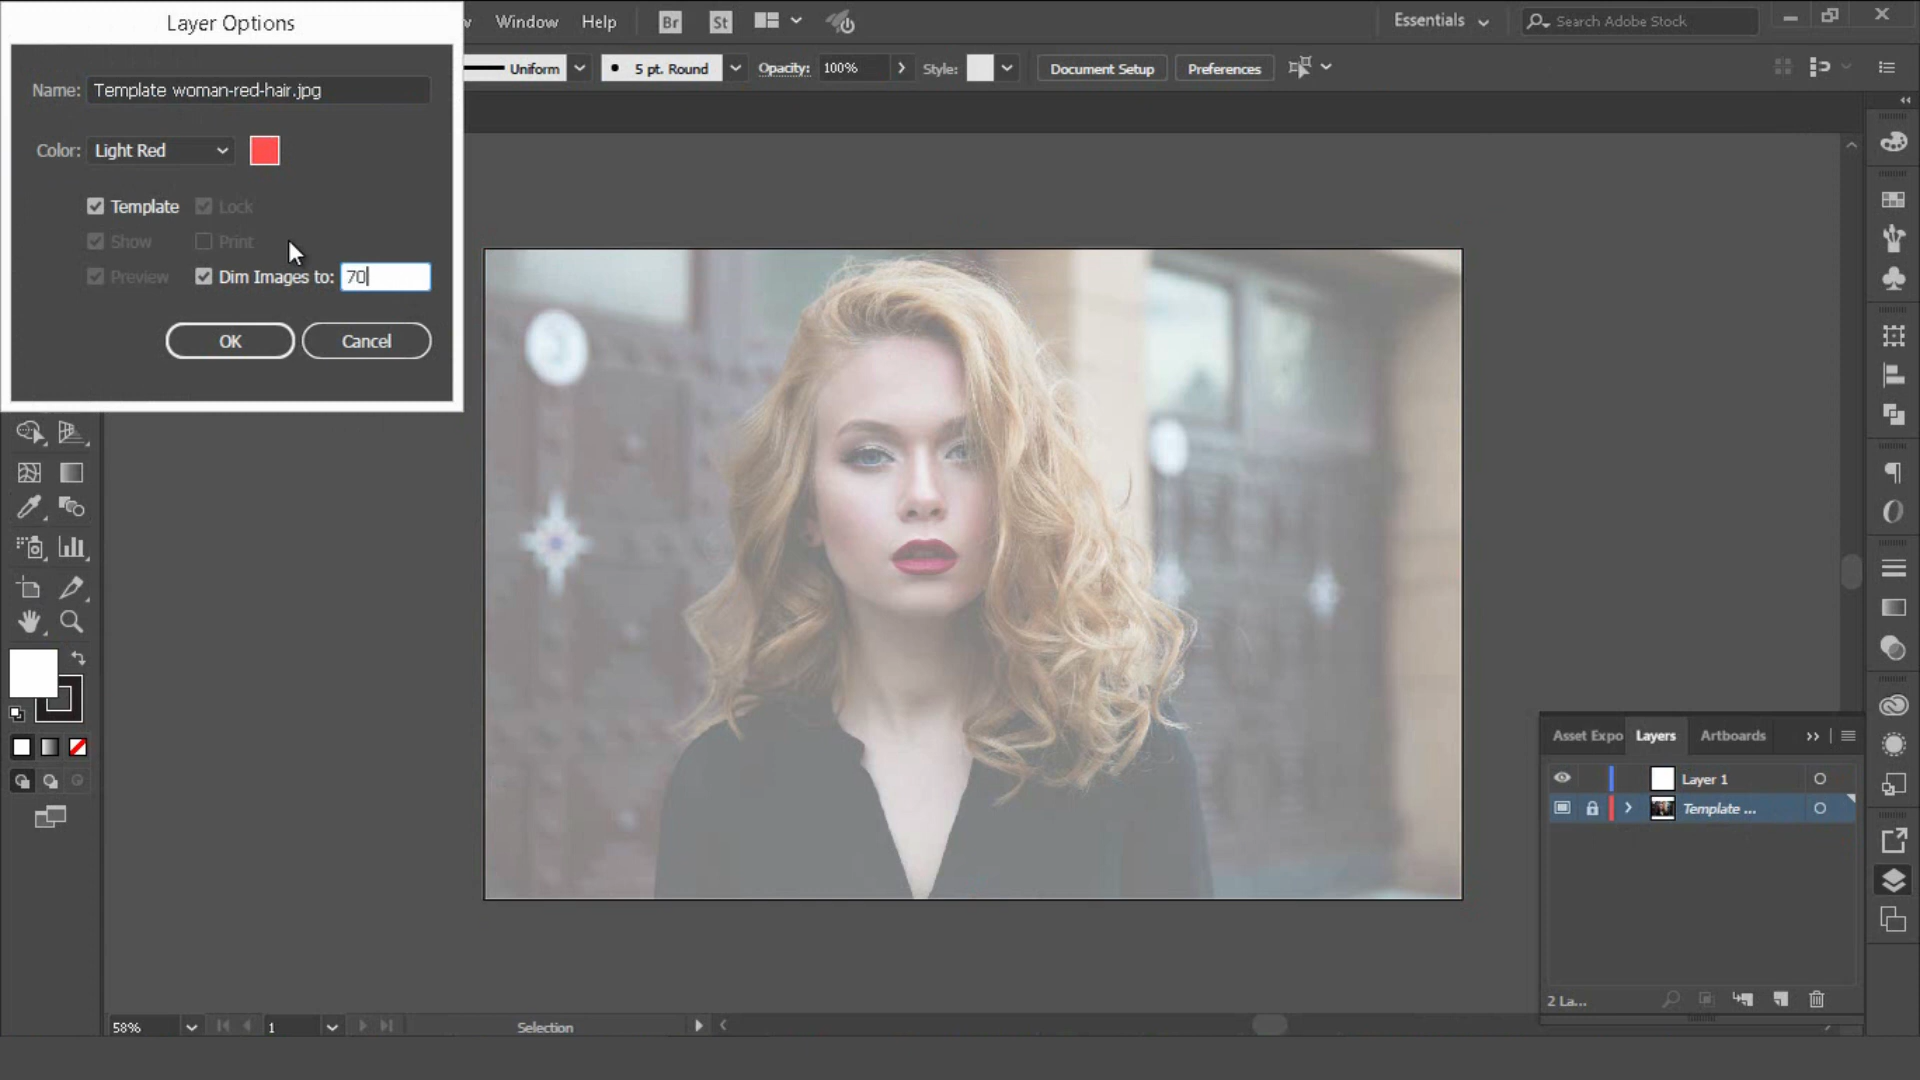 Layer Options
Window Help Br St Essentials Search Adobe Stock
Uniform 5 pt. Round Opacity: 100% Style: Document Setup Preferences
Name: Template woman-red-hair.jpg
Color: Light Red
Template Lock
Show Print
Preview Dim Images to: 70
OK Cancel
Asset Expo Layers Artboards
Layer 1
Template ...
2 La...
58% 1 Selection